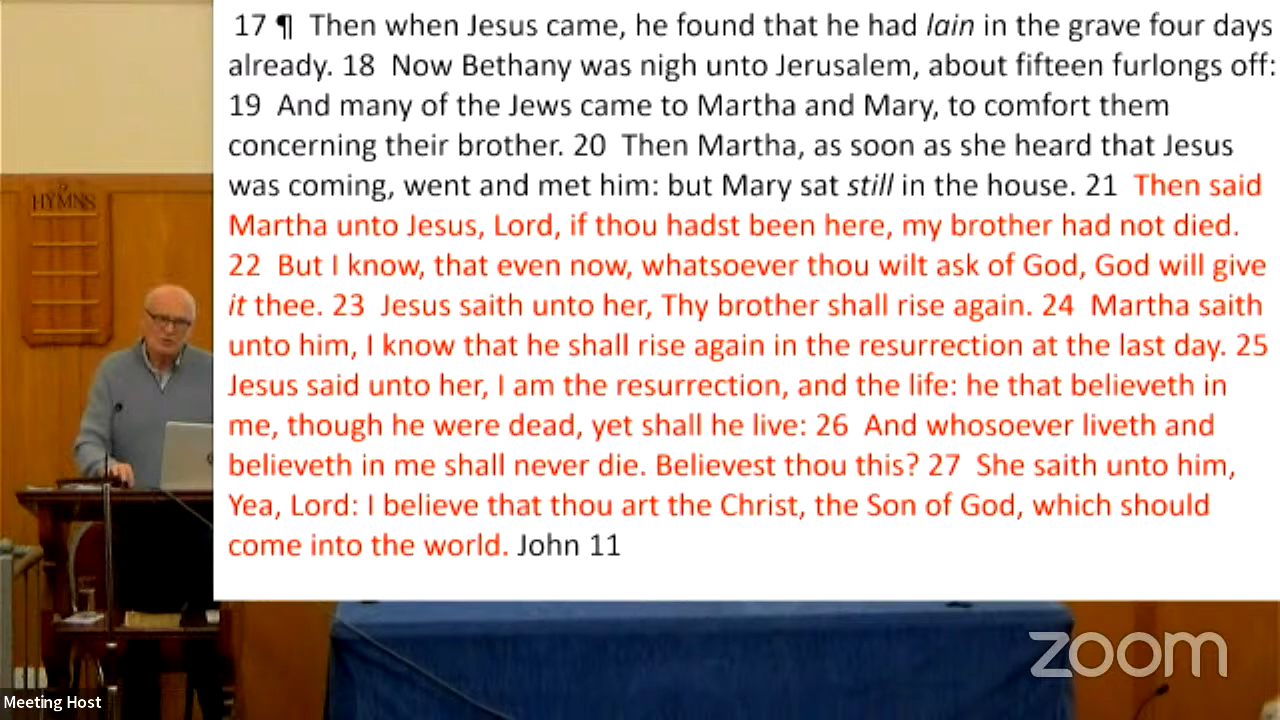 17 ¶ Then when Jesus came, he found that he had lain in the grave four days
already. 18 Now Bethany was nigh unto Jerusalem, about fifteen furlongs off:
19 And many of the Jews came to Martha and Mary, to comfort them
concerning their brother. 20 Then Martha, as soon as she heard that Jesus
was coming, went and met him: but Mary sat still in the house. 21 Then said
Martha unto Jesus, Lord, if thou hadst been here, my brother had not died.
22 But I know, that even now, whatsoever thou wilt ask of God, God will give
it thee. 23 Jesus saith unto her, Thy brother shall rise again. 24 Martha saith
unto him, I know that he shall rise again in the resurrection at the last day. 25
Jesus said unto her, I am the resurrection, and the life: he that believeth in
me, though he were dead, yet shall he live: 26 And whosoever liveth and
believeth in me shall never die. Believest thou this? 27 She saith unto him,
Yea, Lord: I believe that thou art the Christ, the Son of God, which should
come into the world. John 11
HYMNS
zoom
Meeting Host